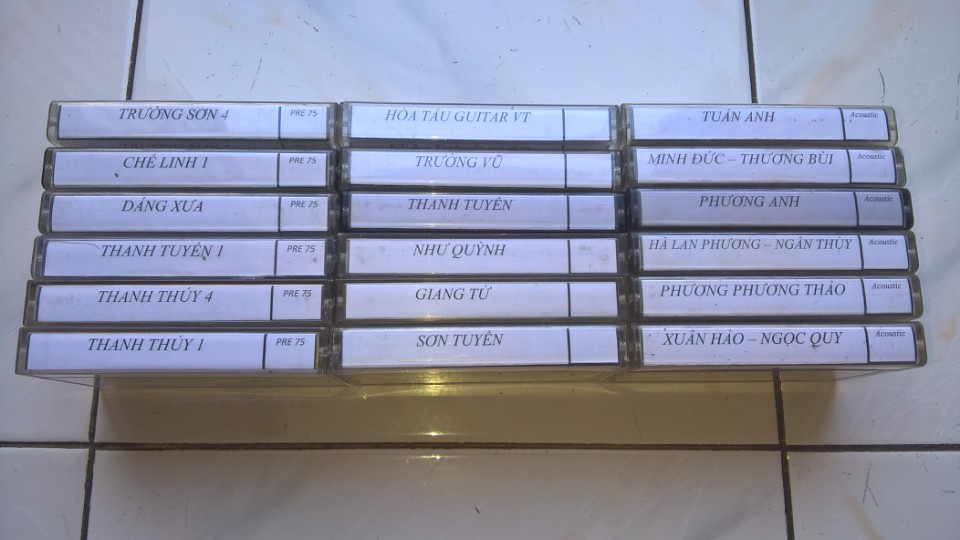 TRƯỜNG SƠN 4 PRE 75
CHẾ LINH 1 PRE 75
DÁNG XƯA PRE 75
THANH TUYỀN 1 PRE 75
THANH THÚY 4 PRE 75
THANH THÚY 1 PRE 75
HÒA TẤU GUITAR VT
TRƯỜNG VŨ
THANH TUYỀN
NHƯ QUỲNH
GIANG TỬ
SƠN TUYỀN
TUẤN ANH Acoustic
MINH ĐỨC – THƯƠNG BÙI Acoustic
PHƯƠNG ANH Acoustic
HÀ LAN PHƯƠNG – NGÂN THÙY Acoustic
PHƯƠNG PHƯƠNG THẢO Acoustic
XUÂN HẢO – NGỌC QUY Acoustic